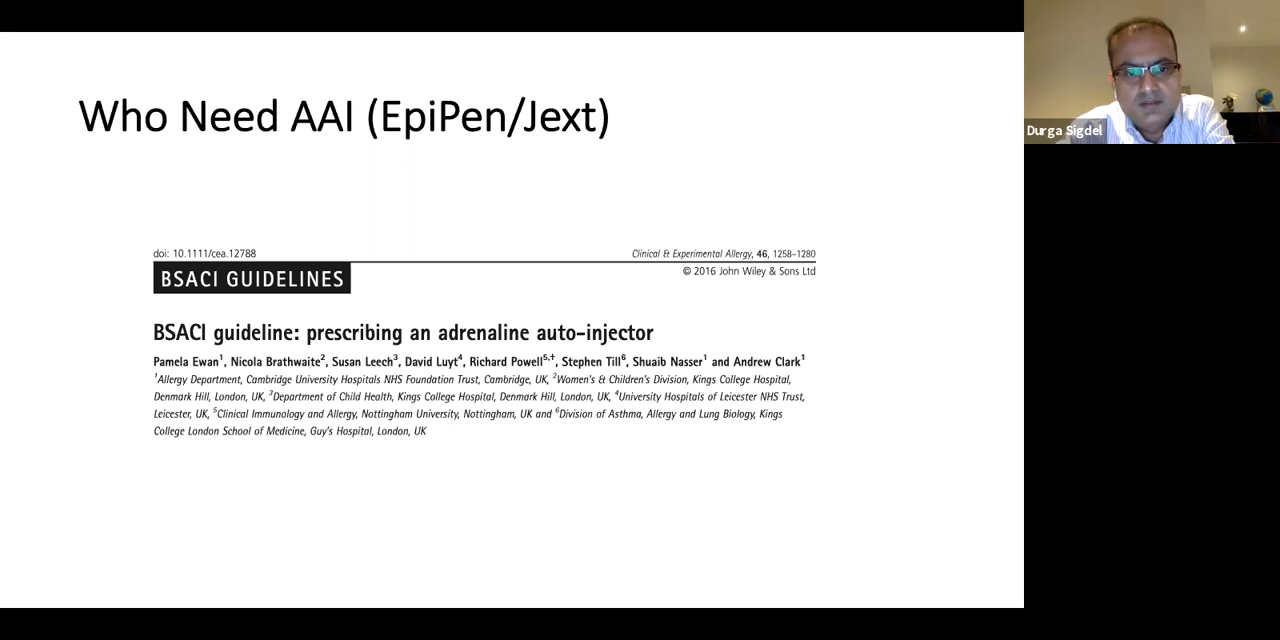 Who Need AAI (EpiPen/Jext)
doi: 10.1111/cea.12788
Clinical & Experimental Allergy, 46, 1258–1280
BSACI GUIDELINES
© 2016 John Wiley & Sons Ltd
BSACI guideline: prescribing an adrenaline auto-injector
Pamela Ewan1, Nicola Brathwaite2, Susan Leech3, David Luyt4, Richard Powell5,†, Stephen Till6, Shuaib Nasser1 and Andrew Clark1
1Allergy Department, Cambridge University Hospitals NHS Foundation Trust, Cambridge, UK, 2Women's & Children's Division, Kings College Hospital,
Denmark Hill, London, UK, 3Department of Child Health, Kings College Hospital, Denmark Hill, London, UK, 4University Hospitals of Leicester NHS Trust,
Leicester, UK, 5Clinical Immunology and Allergy, Nottingham University, Nottingham, UK and 6Division of Asthma, Allergy and Lung Biology, Kings
College London School of Medicine, Guy's Hospital, London, UK
Durga Sigdel